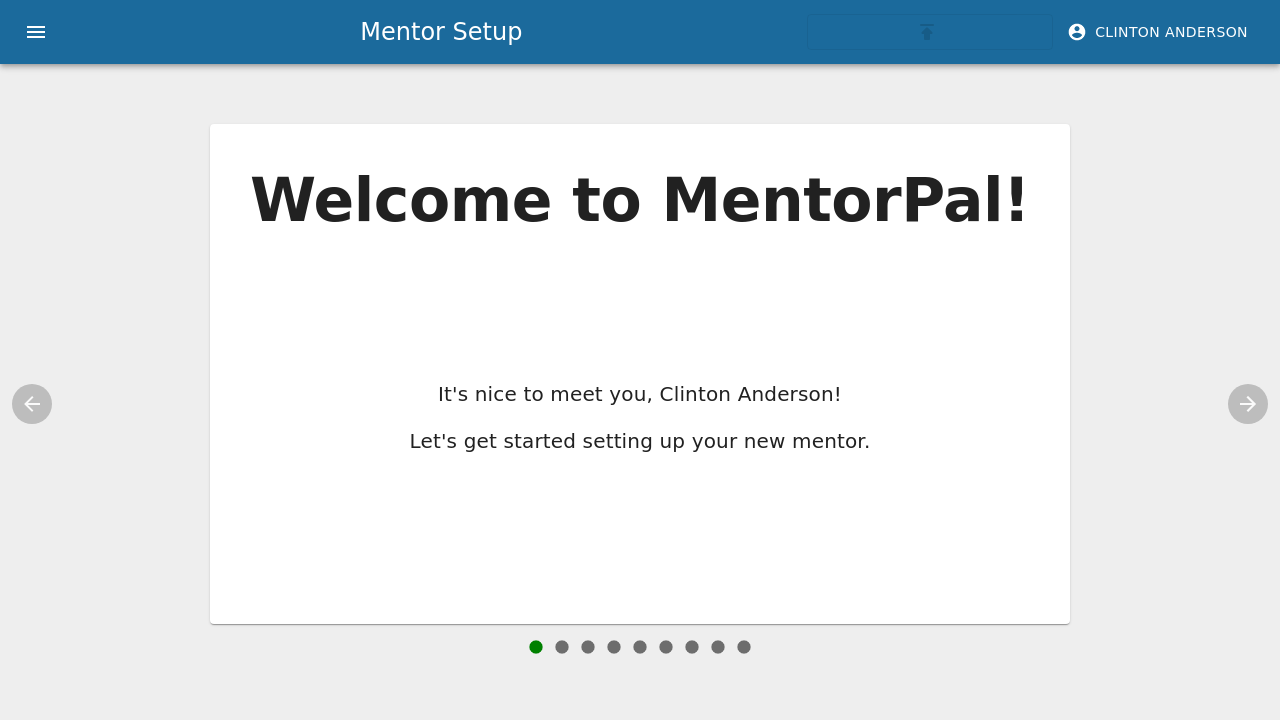 Mentor Setup
CLINTON ANDERSON
Welcome to MentorPal!
It's nice to meet you, Clinton Anderson!
Let's get started setting up your new mentor.